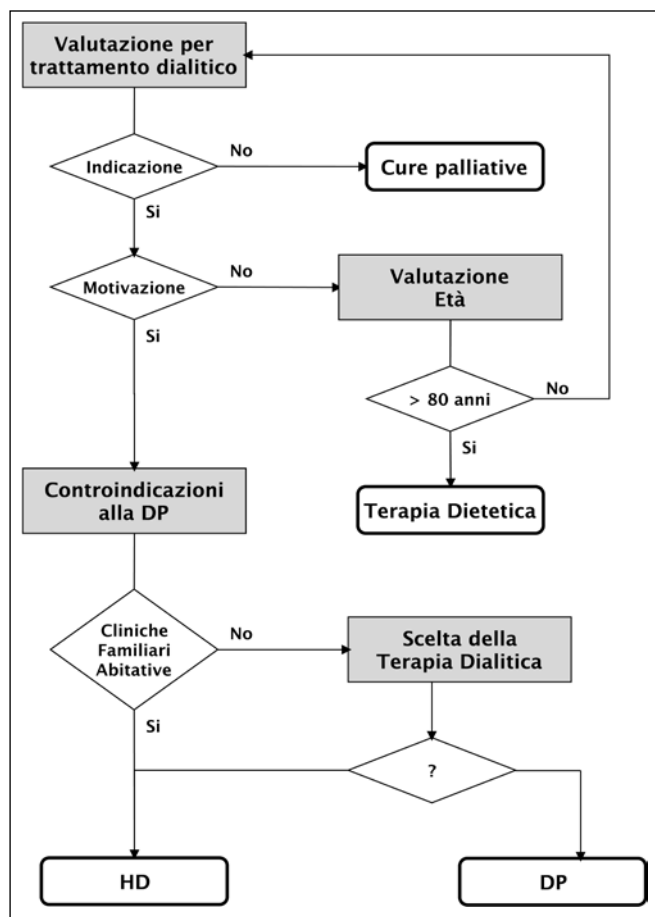 Valutazione per
trattamento dialitico
Indicazione
No
Cure palliative
Si
Motivazione
No
Valutazione
Età
Si
> 80 anni
No
Si
Terapia Dietetica
Controindicazioni
alla DP
Cliniche
Familiari
Abitative
No
Scelta della
Terapia Dialitica
Si
?
HD
DP